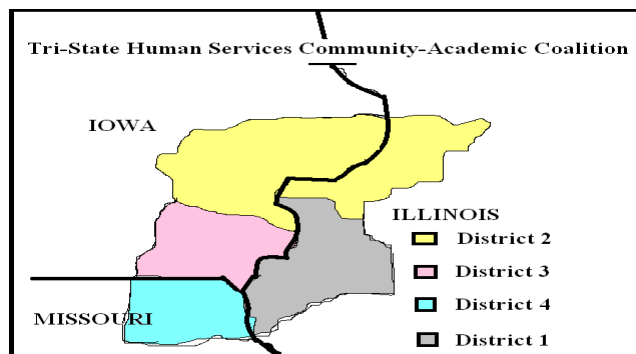 Tri-State Human Services Community-Academic Coalition
IOWA
ILLINOIS
District 2
District 3
District 4
MISSOURI
District 1